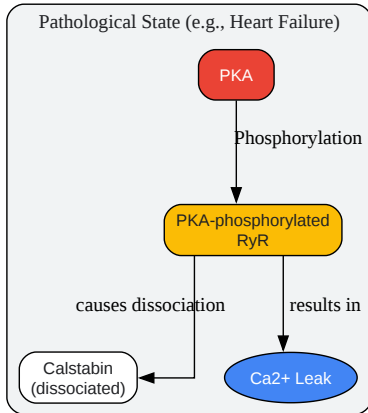 Pathological State (e.g., Heart Failure)
PKA
Phosphorylation
PKA-phosphorylated
RyR
causes dissociation
results in
Calstabin
(dissociated)
Ca2+ Leak